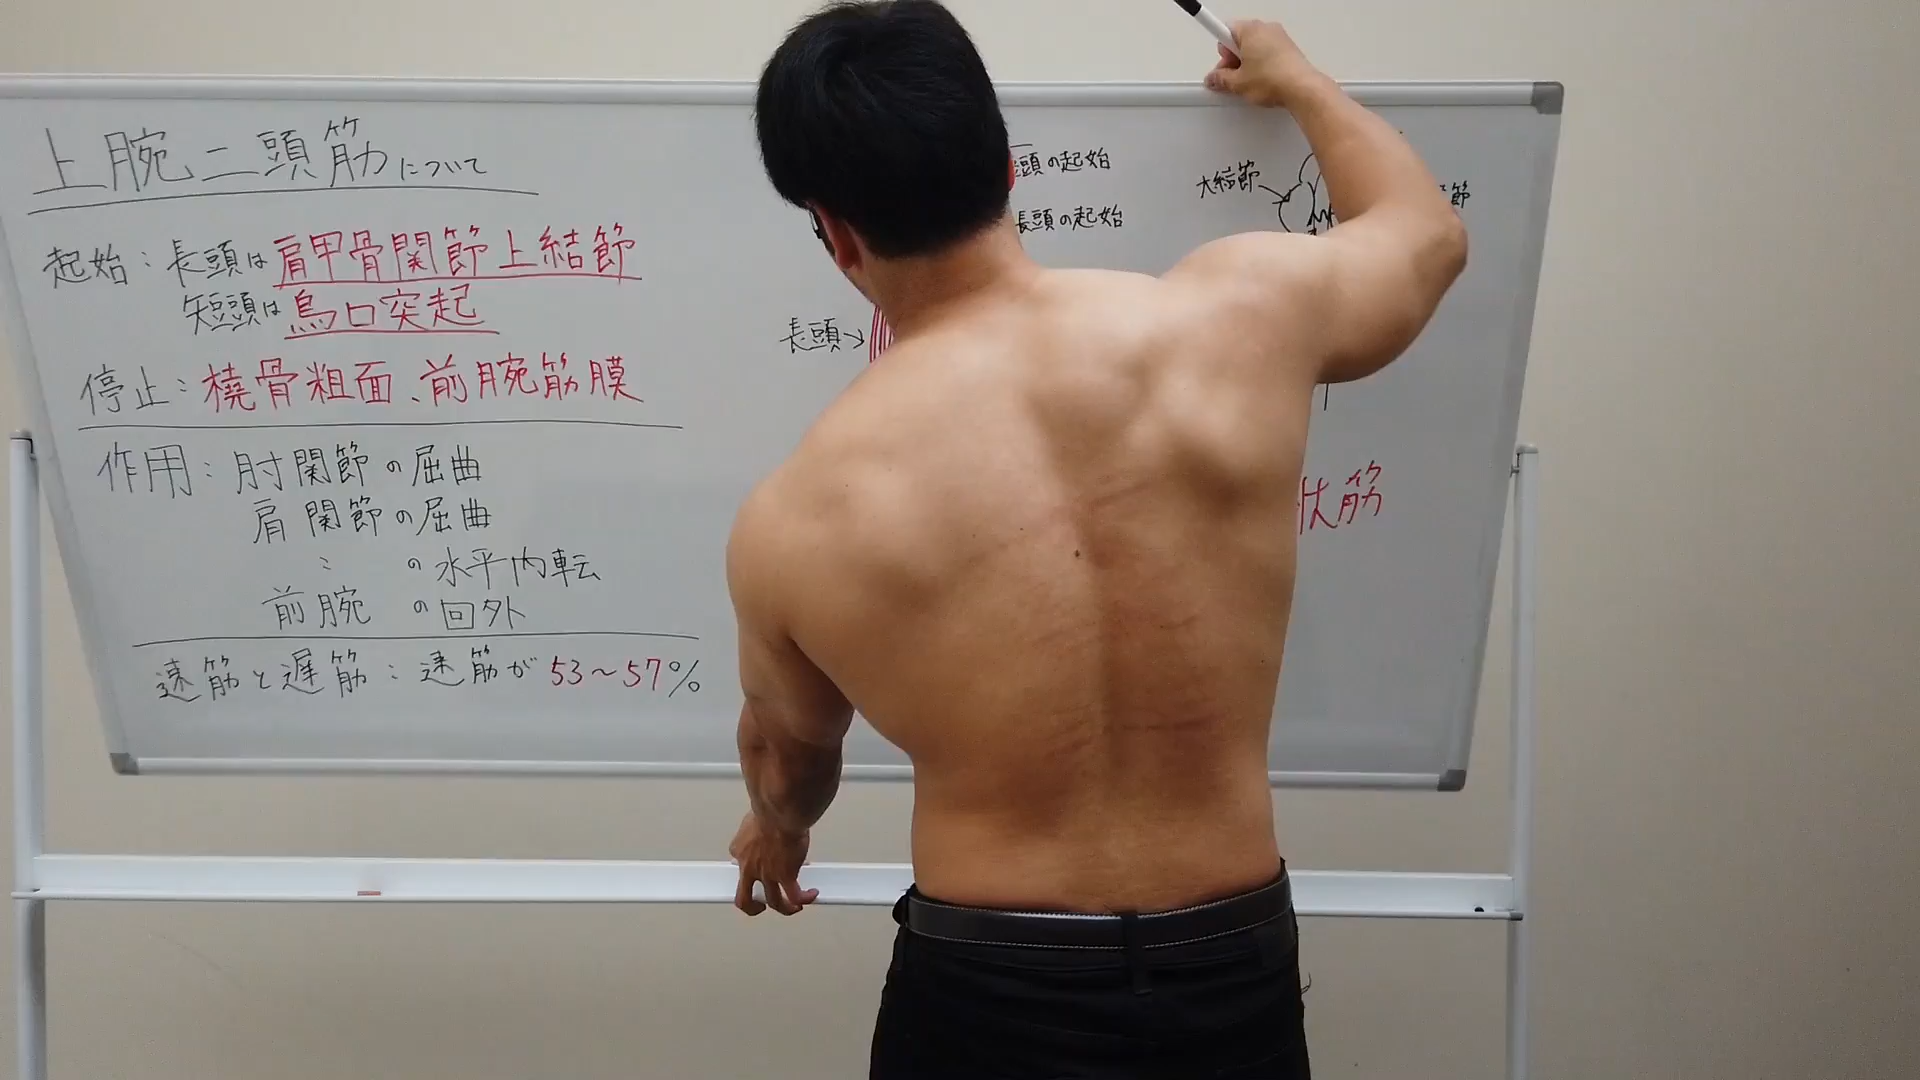 上腕二頭筋について
起始：長頭は肩甲骨関節上結節
短頭は烏口突起
停止：橈骨粗面、前腕筋膜
作用：肘関節の屈曲
肩関節の屈曲
〃 の水平内転
前腕 の回外
速筋と遅筋：速筋が53〜57%
頭の起始
長頭の起始
長頭
大結節
節
状筋